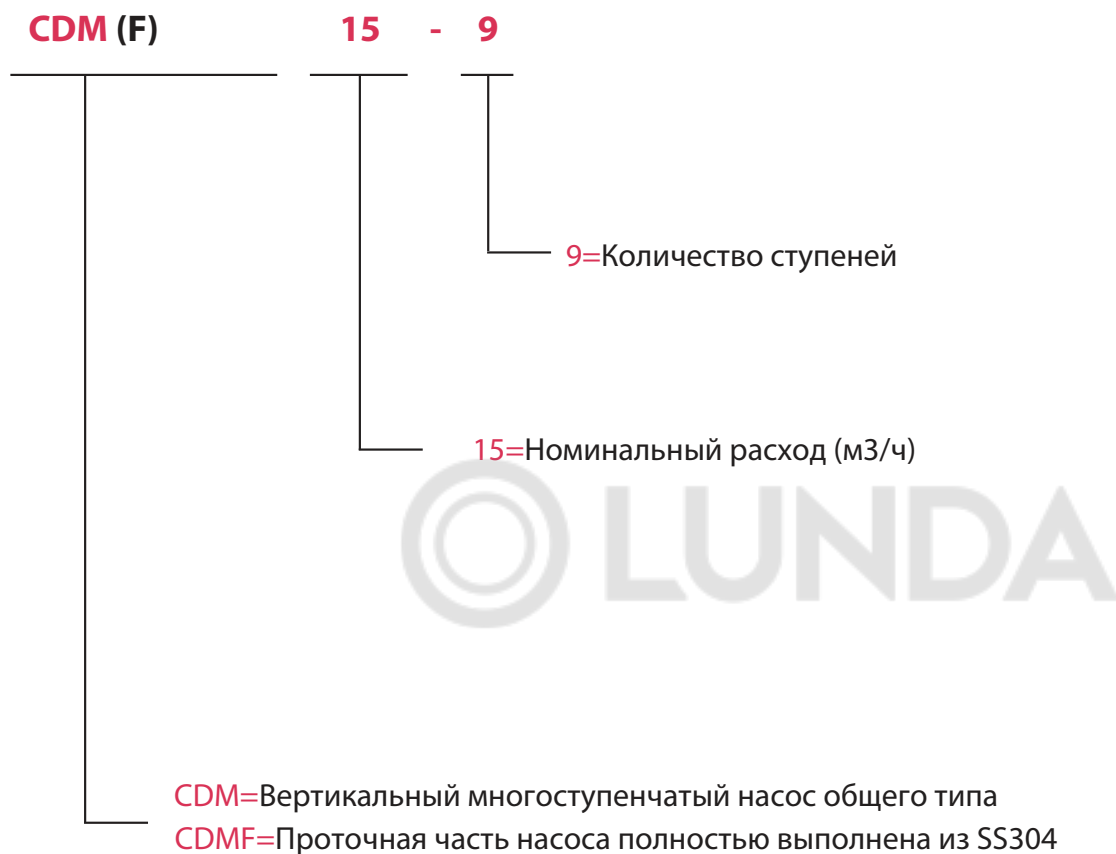 CDM (F) 15 - 9
9=Количество ступеней
15=Номинальный расход (м3/ч)
LUNDA
CDM=Вертикальный многоступенчатый насос общего типа
CDMF=Проточная часть насоса полностью выполнена из SS304